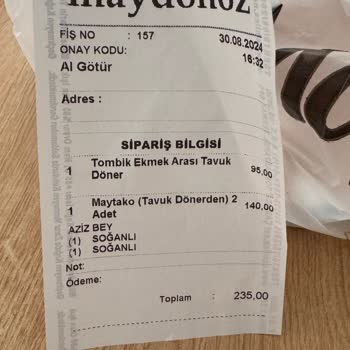 maydonoz
FİŞ NO : 157 30.08.2024
ONAY KODU: 16:32
Al Götür
Adres :
SİPARİŞ BİLGİSİ
1 Tombik Ekmek Arası Tavuk Döner 95,00
1 Maytako (Tavuk Dönerden) 2 Adet 140,00
AZİZ BEY
(1) SOĞANLI
(1) SOĞANLI
Not:
Ödeme:
Toplam : 235,00